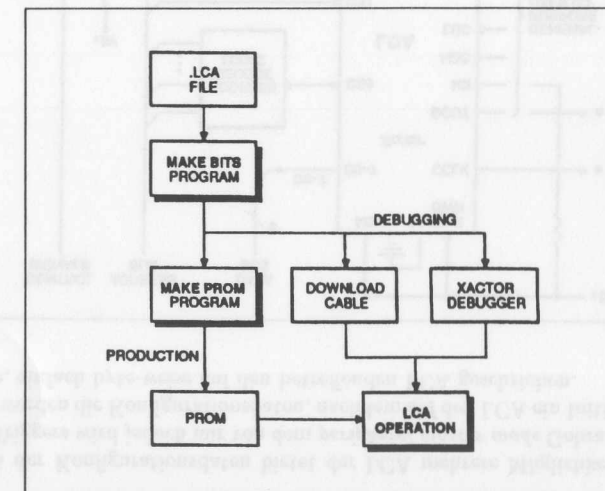 .LCA
FILE
MAKE BITS
PROGRAM
DEBUGGING
MAKE PROM
PROGRAM
DOWNLOAD
CABLE
XACTOR
DEBUGGER
PRODUCTION
PROM
LCA
OPERATION